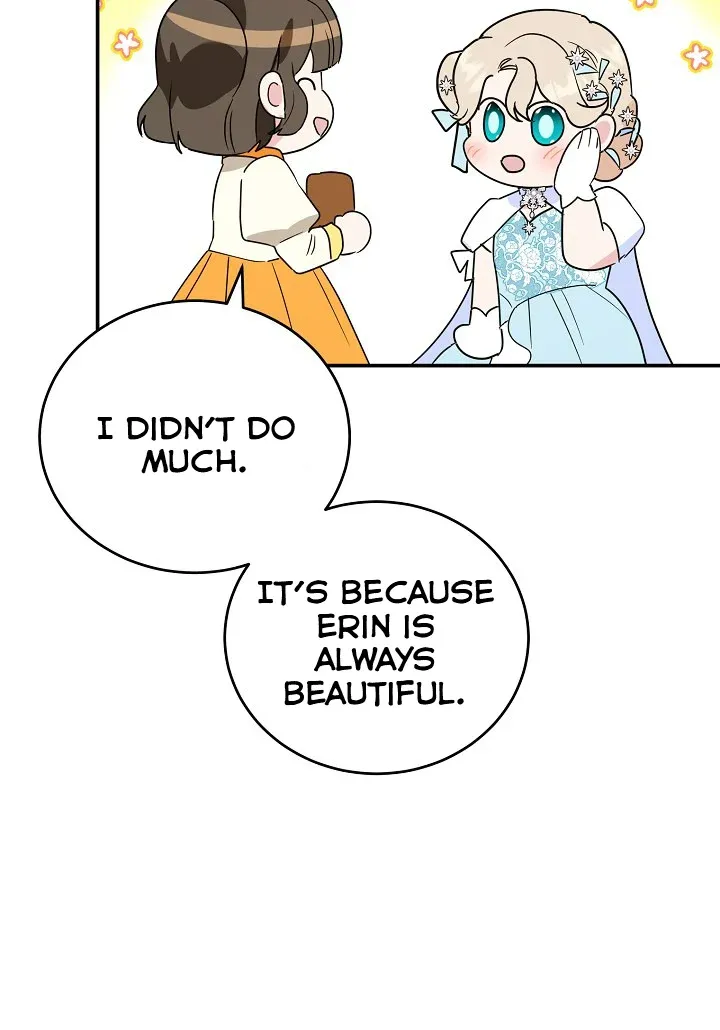 I DIDN'T DO
MUCH.
IT'S BECAUSE
ERIN IS
ALWAYS
BEAUTIFUL.